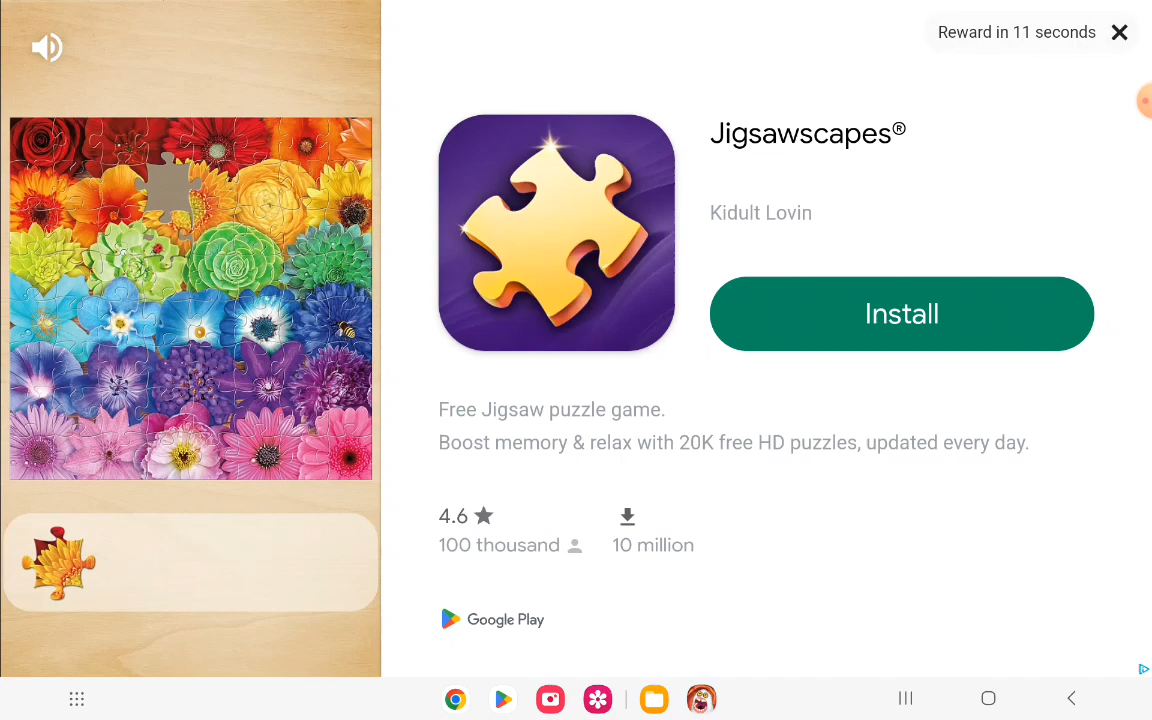 Reward in 11 seconds
Jigsawscapes®
Kidult Lovin
Install
Free Jigsaw puzzle game.
Boost memory & relax with 20K free HD puzzles, updated every day.
4.6
100 thousand
10 million
Google Play